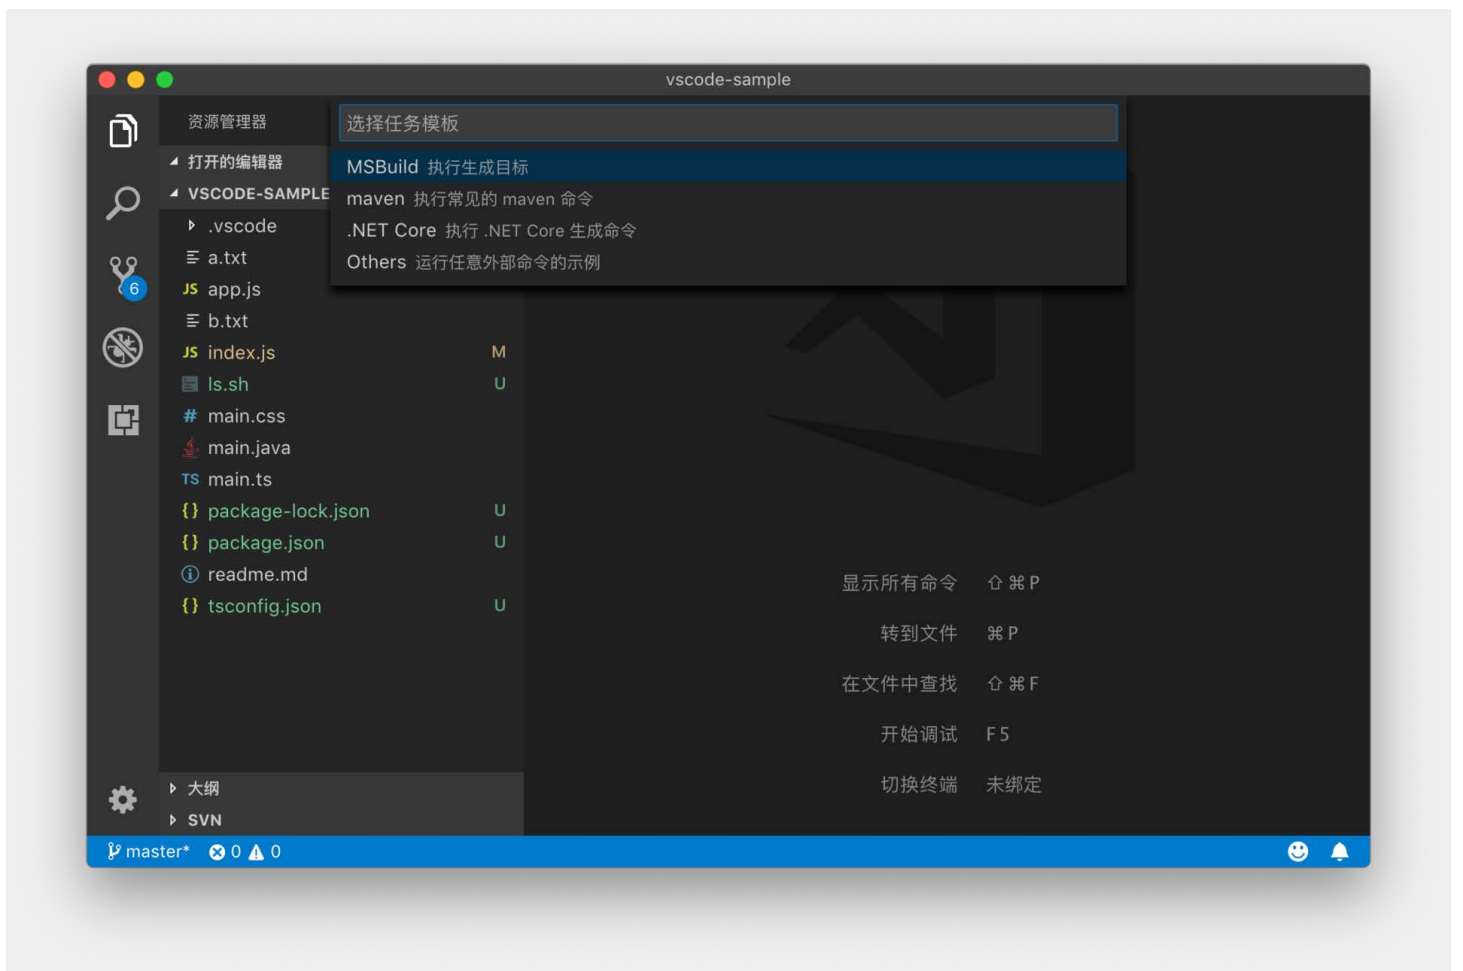 vscode-sample
资源管理器
选择任务模板
打开的编辑器
MSBuild 执行生成目标
VSCODE-SAMPLE
maven 执行常见的 maven 命令
.vscode
.NET Core 执行 .NET Core 生成命令
a.txt
Others 运行任意外部命令的示例
6
JS app.js
b.txt
JS index.js M
ls.sh U
# main.css
main.java
TS main.ts
{} package-lock.json U
{} package.json U
readme.md
{} tsconfig.json U
显示所有命令 ⇧⌘P
转到文件 ⌘P
在文件中查找 ⇧⌘F
开始调试 F5
切换终端 未绑定
大纲
SVN
master* 0 0